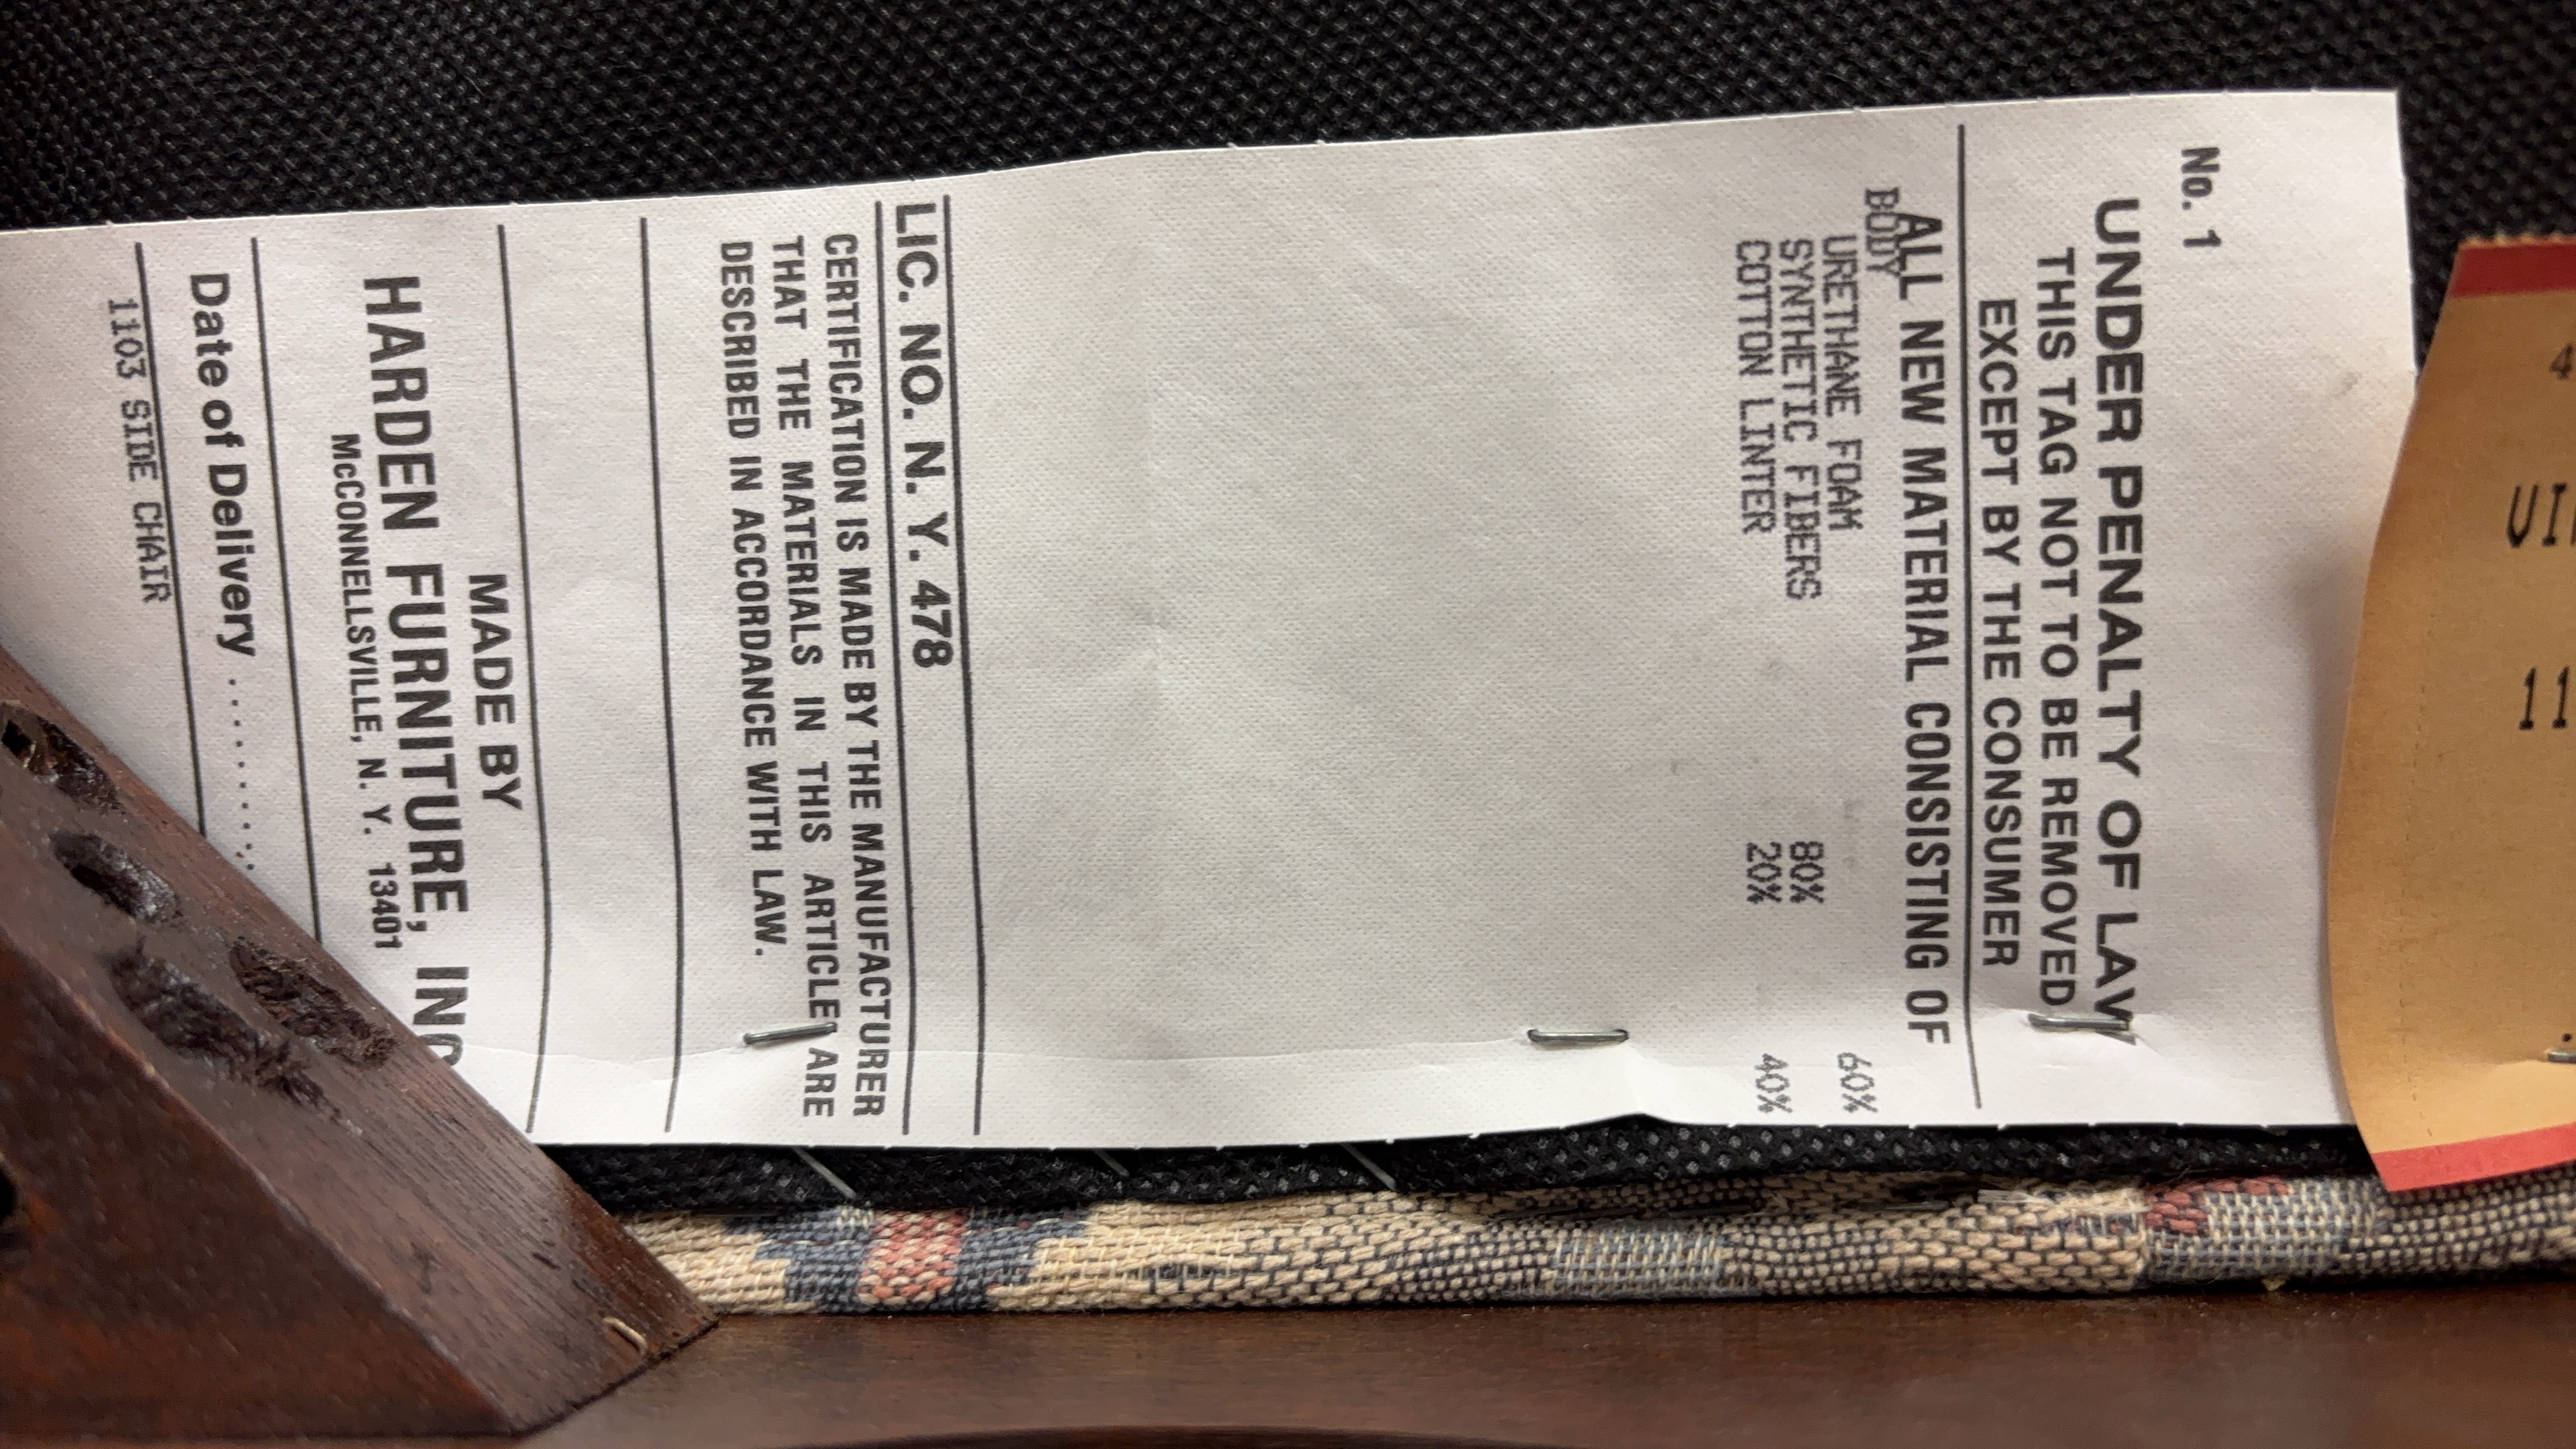 No. 1
UNDER PENALTY OF LAW
THIS TAG NOT TO BE REMOVED
EXCEPT BY THE CONSUMER
ALL NEW MATERIAL CONSISTING OF
BODY
URETHANE FOAM 60%
SYNTHETIC FIBERS 80%
COTTON LINTER 20% 40%
LIC. NO. N. Y. 478
CERTIFICATION IS MADE BY THE MANUFACTURER
THAT THE MATERIALS IN THIS ARTICLE ARE
DESCRIBED IN ACCORDANCE WITH LAW.
MADE BY
HARDEN FURNITURE, INC
McCONNELLSVILLE, N. Y. 13401
Date of Delivery ..........
1103 SIDE CHAIR
4
UI
11